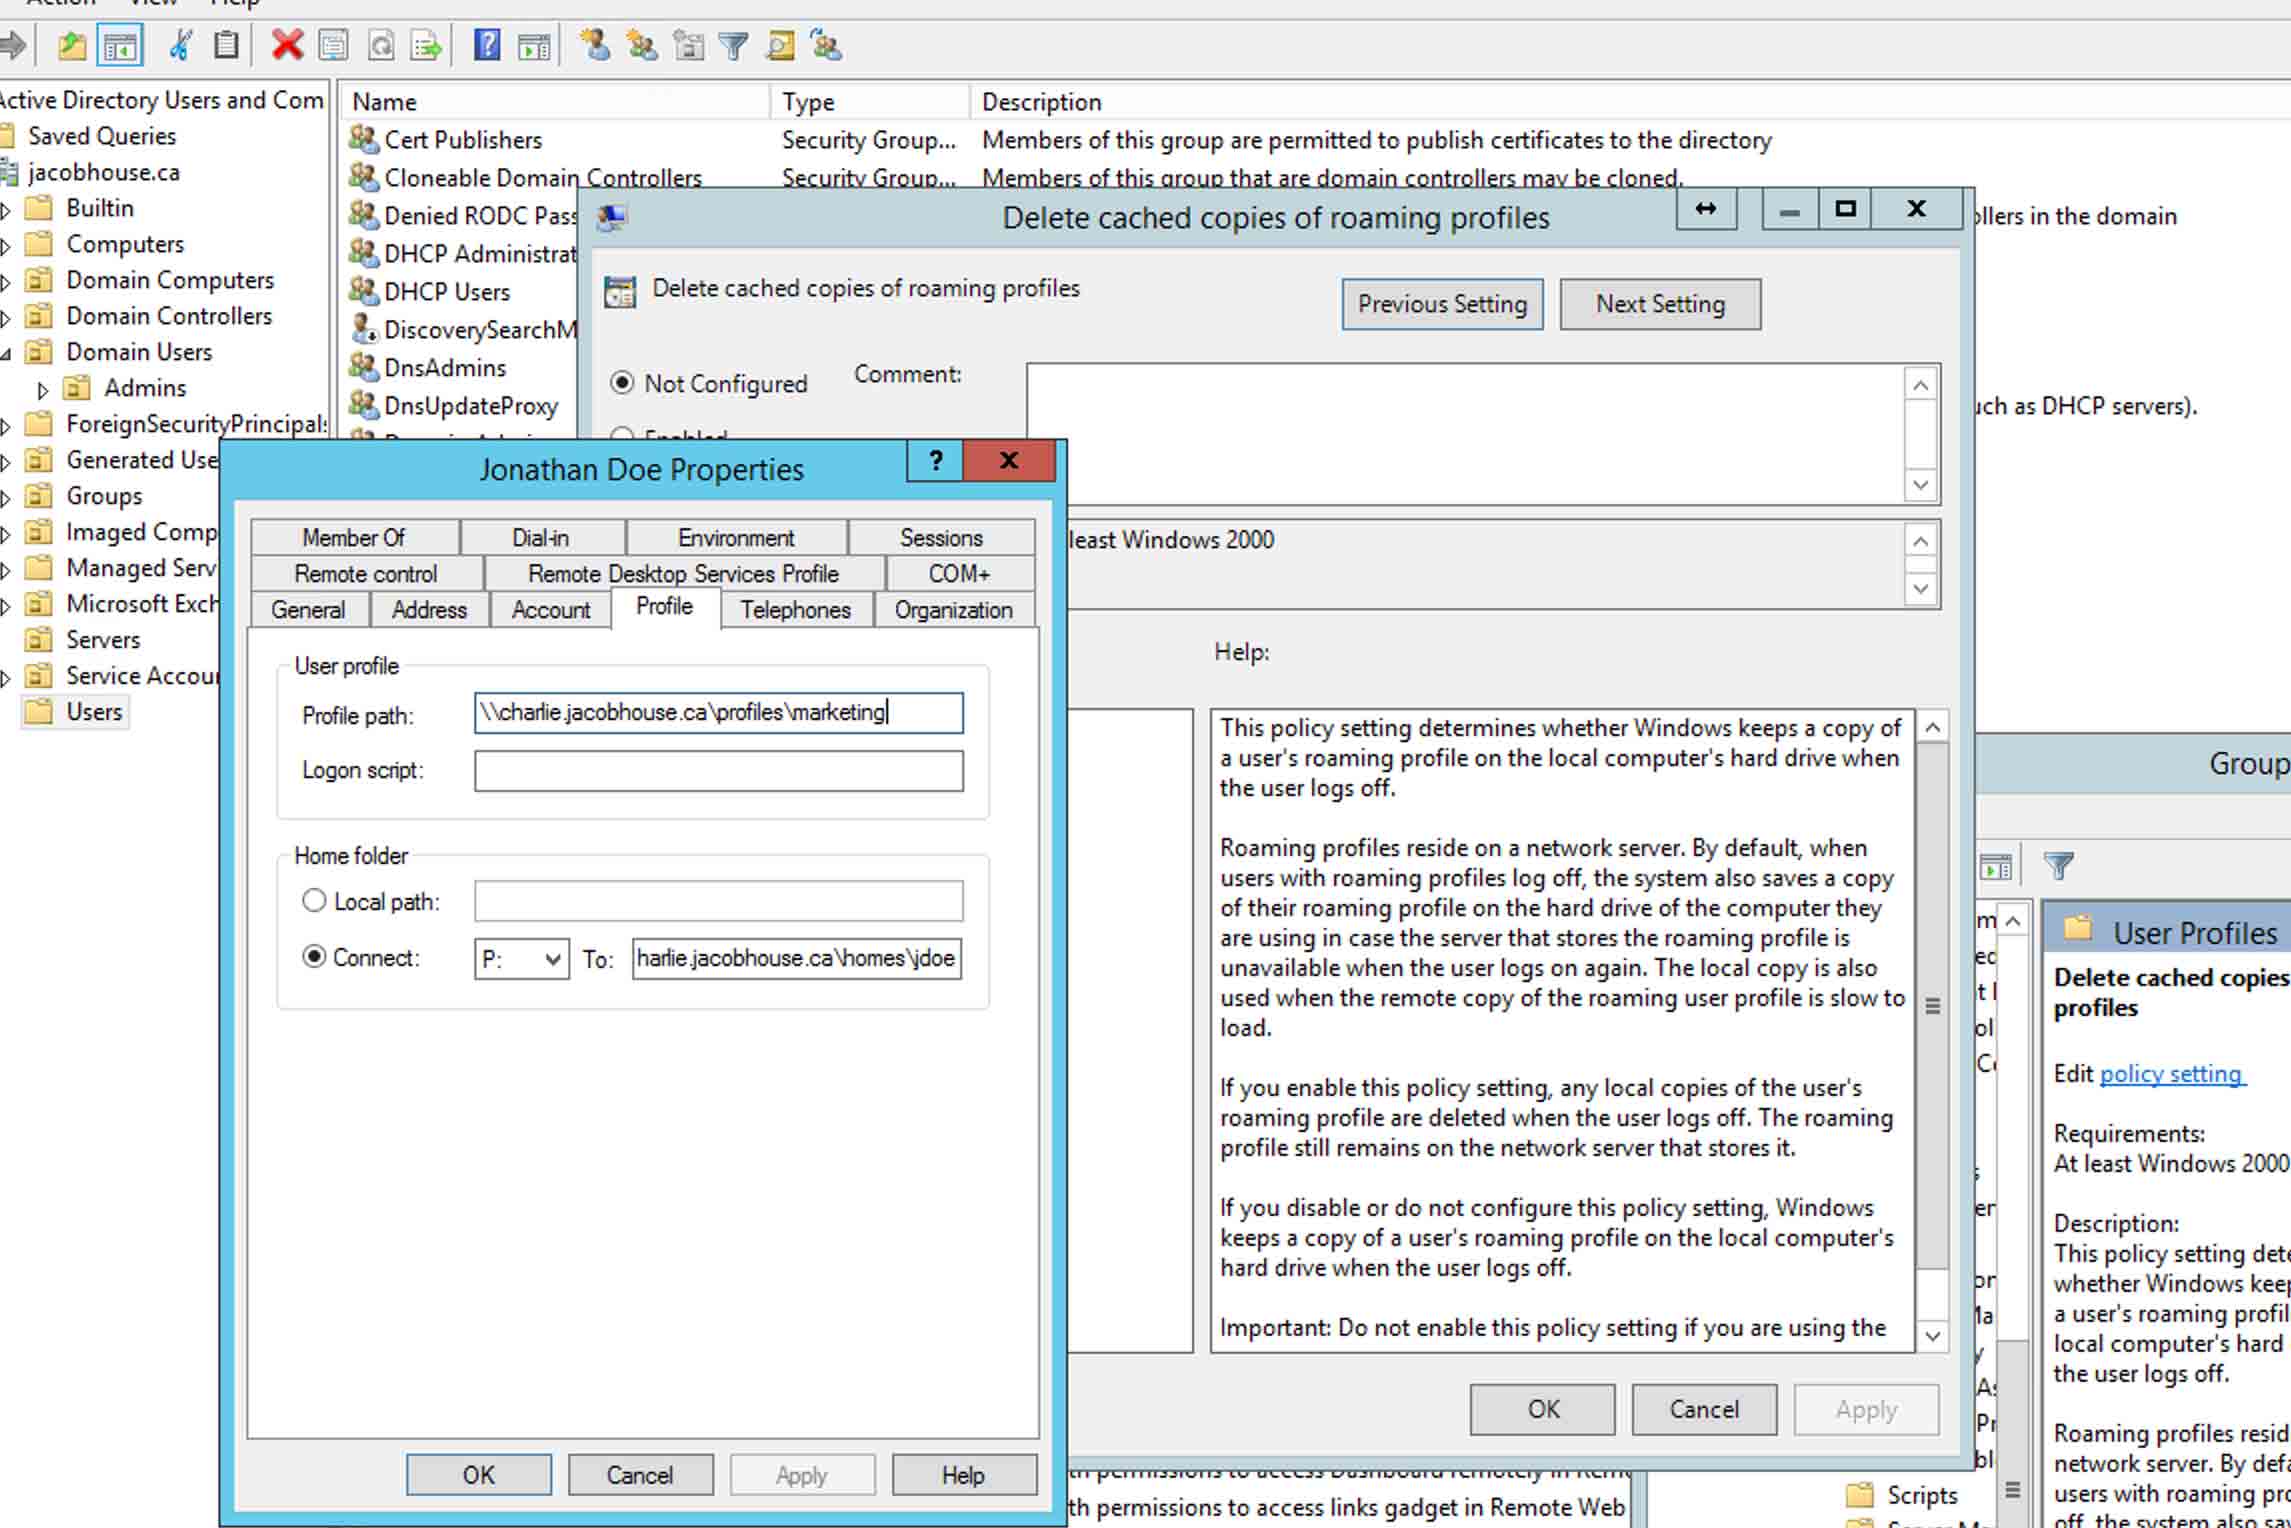 Action View Help
Active Directory Users and Com
Saved Queries
jacobhouse.ca
Builtin
Computers
Domain Computers
Domain Controllers
Domain Users
Admins
ForeignSecurityPrincipals
Generated Use
Groups
Imaged Comp
Managed Serv
Microsoft Exch
Servers
Service Accou
Users
Name Type Description
Cert Publishers Security Group... Members of this group are permitted to publish certificates to the directory
Cloneable Domain Controllers Security Group... Members of this group that are domain controllers may be cloned.
Denied RODC Pass ollers in the domain
DHCP Administrat
DHCP Users
DiscoverySearchM
DnsAdmins
DnsUpdateProxy uch as DHCP servers).
Delete cached copies of roaming profiles
Delete cached copies of roaming profiles
Previous Setting Next Setting
Not Configured
Enabled
Comment:
least Windows 2000
Help:
This policy setting determines whether Windows keeps a copy of
a user's roaming profile on the local computer's hard drive when
the user logs off.
Roaming profiles reside on a network server. By default, when
users with roaming profiles log off, the system also saves a copy
of their roaming profile on the hard drive of the computer they
are using in case the server that stores the roaming profile is
unavailable when the user logs on again. The local copy is also
used when the remote copy of the roaming user profile is slow to
load.
If you enable this policy setting, any local copies of the user's
roaming profile are deleted when the user logs off. The roaming
profile still remains on the network server that stores it.
If you disable or do not configure this policy setting, Windows
keeps a copy of a user's roaming profile on the local computer's
hard drive when the user logs off.
Important: Do not enable this policy setting if you are using the
OK Cancel Apply
Jonathan Doe Properties
? X
Member Of Dial-in Environment Sessions
Remote control Remote Desktop Services Profile COM+
General Address Account Profile Telephones Organization
User profile
Profile path: \\charlie.jacobhouse.ca\profiles\marketing
Logon script:
Home folder
Local path:
Connect: P: To: harlie.jacobhouse.ca\homes\jdoe
OK Cancel Apply Help
th permissions to access Dashboard remotely in Remo
th permissions to access links gadget in Remote Web
Group
User Profiles
Delete cached copies
profiles
Edit policy setting
Requirements:
At least Windows 2000
Description:
This policy setting dete
whether Windows keep
a user's roaming profil
local computer's hard
the user logs off.
Roaming profiles resid
network server. By defa
users with roaming pro
off, the system also sav
Scripts